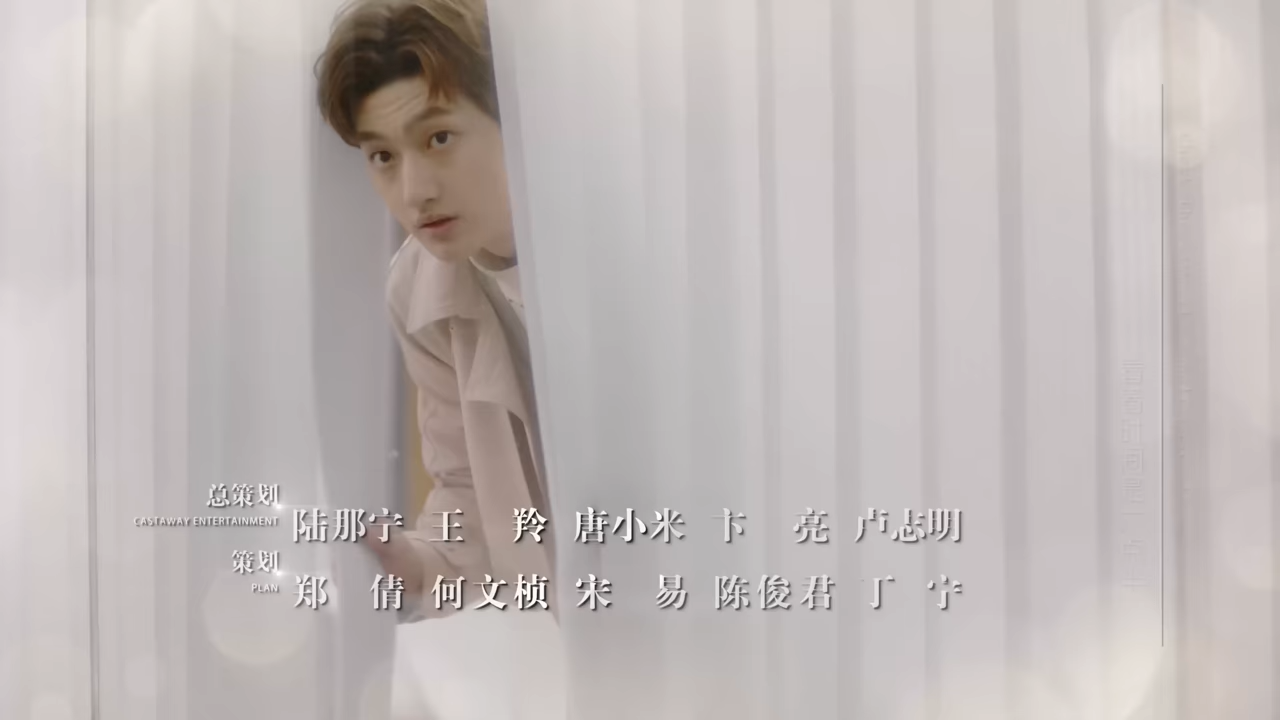 总策划
CASTAWAY ENTERTAINMENT
陆那宁 王羚 唐小米 卞亮 卢志明
策划
PLAN
郑倩 何文桢 宋易 陈俊君 丁宁